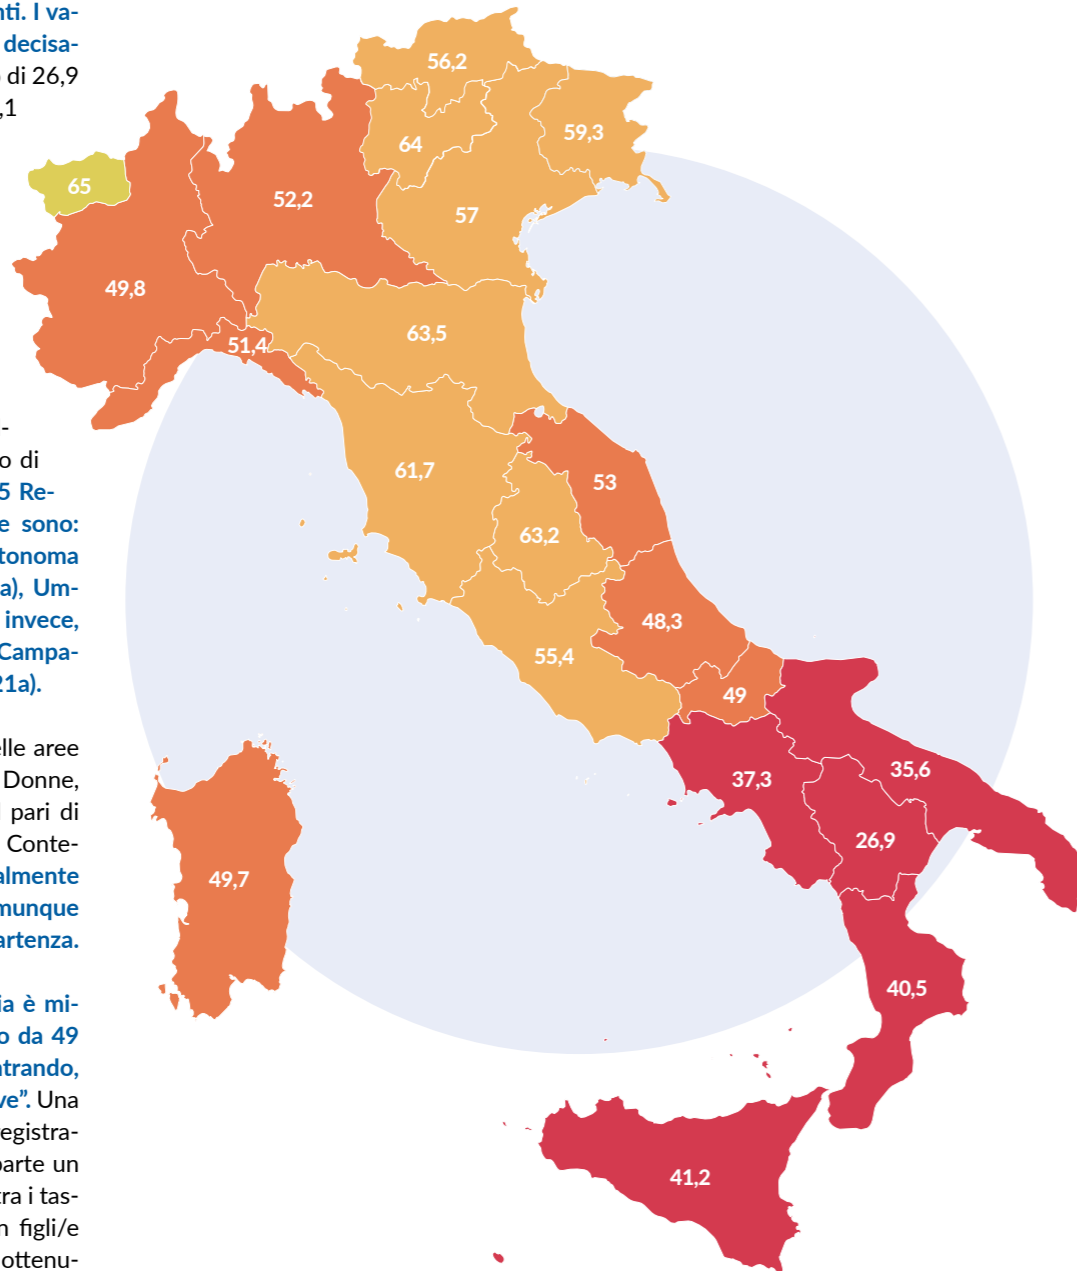 nti. I va-
decisa-
di 26,9
,1
56,2
64
59,3
65
52,2
57
49,8
51,4
63,5
-
o di
5 Re-
e sono:
tonoma
a), Um-
invece,
Campa-
21a).
61,7
53
63,2
48,3
55,4
49
elle aree
Donne,
l pari di
Conte-
almente
munque
artenza.
37,3
35,6
26,9
49,7
ia è mi-
o da 49
ntrando,
ve”. Una
registra-
parte un
tra i tas-
n figli/e
ottenu-
40,5
41,2